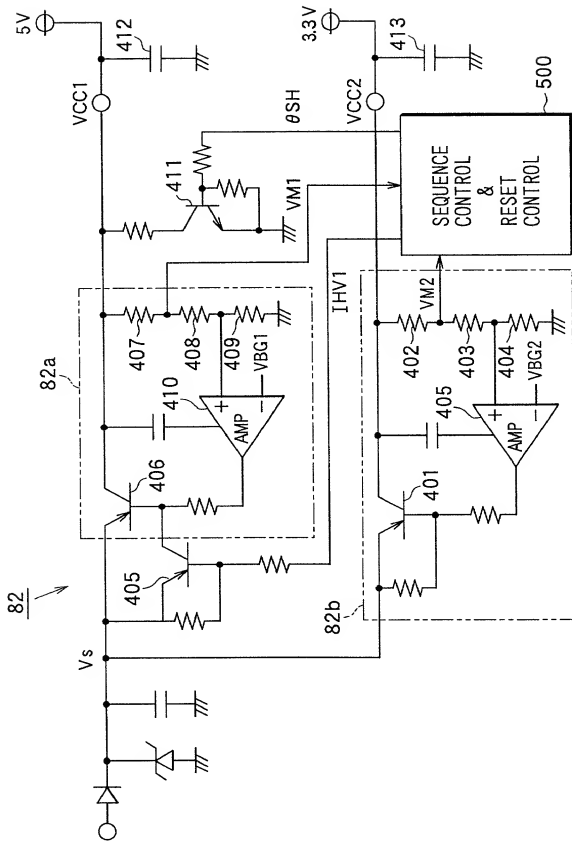 82
Vs
405
82a
406
410
AMP
+
−
VBG1
407
408
409
VCC1
5V
412
411
θSH
VM1
IHV1
82b
401
405
AMP
+
−
VBG2
402
403
404
VM2
VCC2
3.3V
413
SEQUENCE
CONTROL
&
RESET
CONTROL
500